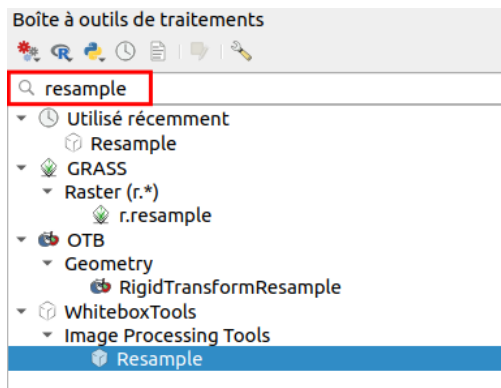 Boîte à outils de traitements
resample
Utilisé récemment
Resample
GRASS
Raster (r.*)
r.resample
OTB
Geometry
RigidTransformResample
WhiteboxTools
Image Processing Tools
Resample